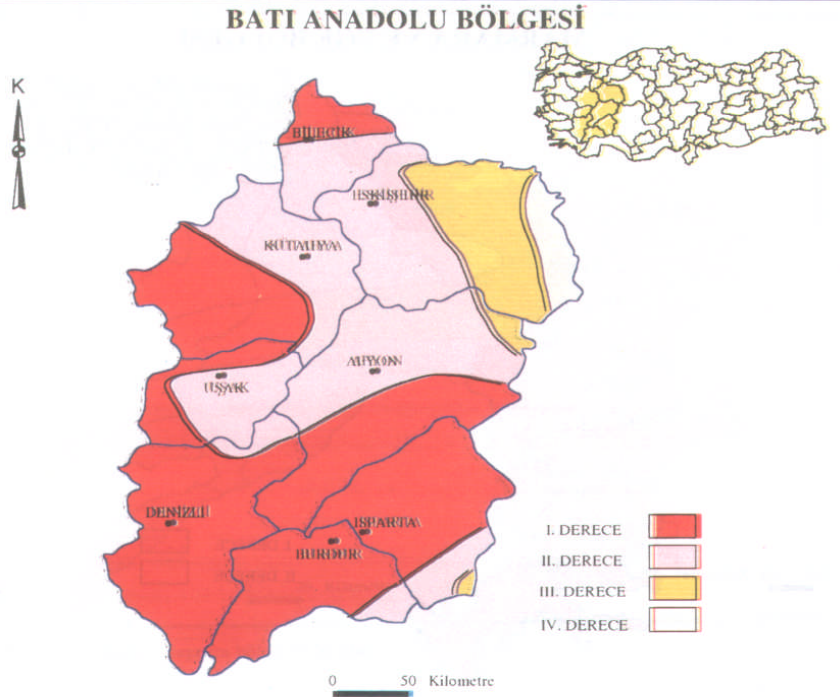 BATI ANADOLU BÖLGESİ
K
BİLECİK
ESKİŞEHİR
KÜTAHYA
AFYON
UŞAK
DENİZLİ
ISPARTA
BURDUR
I. DERECE
II. DERECE
III. DERECE
IV. DERECE
0 50 Kilometre